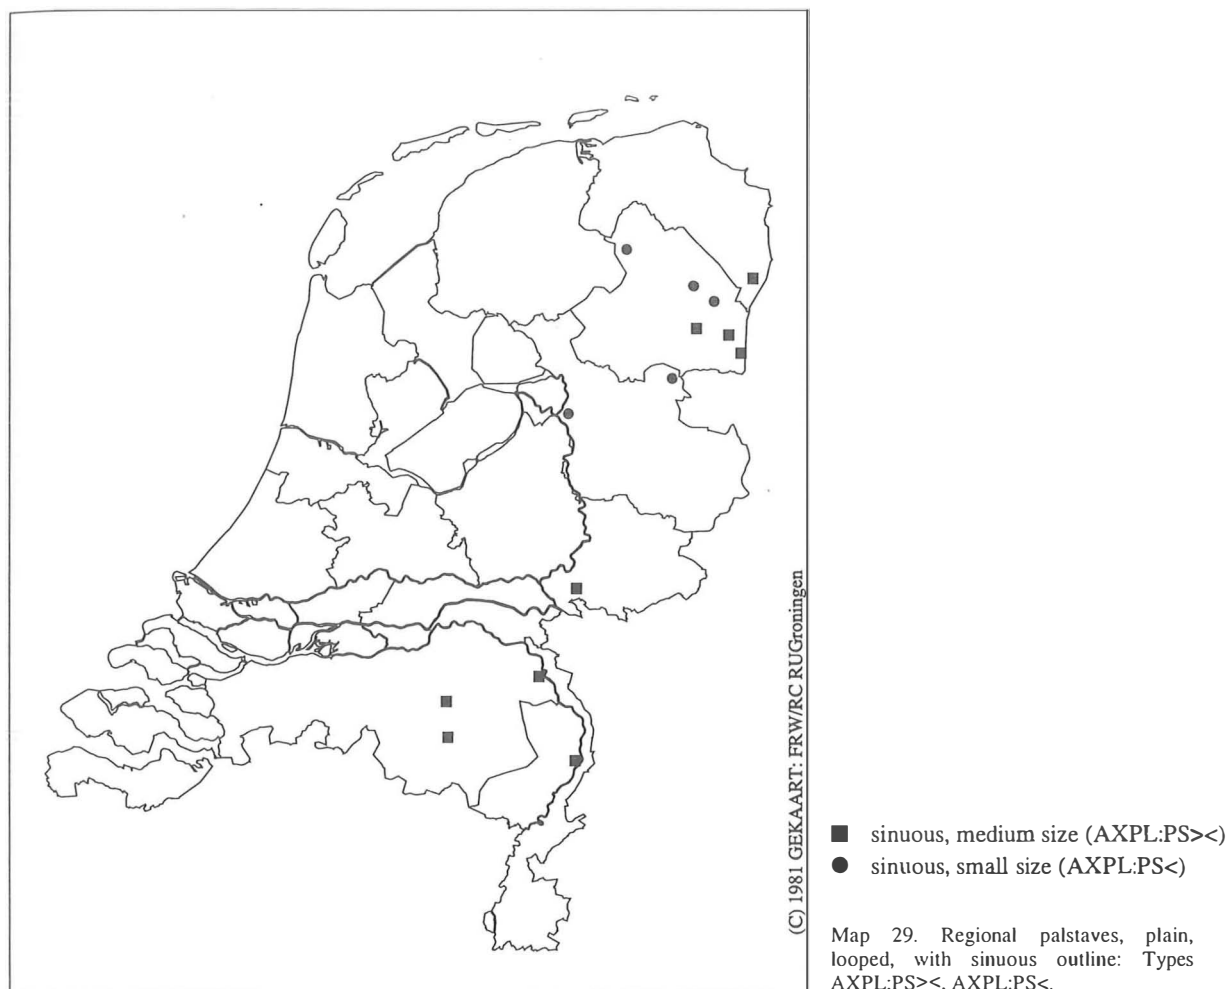 (C) 1981 GEKAART: FRW/RC RUGroningen
sinuous, medium size (AXPL:PS><)
sinuous, small size (AXPL:PS<)
Map 29. Regional palstaves, plain,
looped, with sinuous outline: Types
AXPL:PS><, AXPL:PS<.